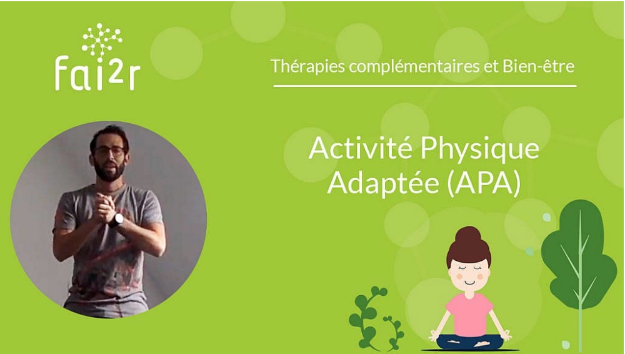 fai2r
Thérapies complémentaires et Bien-être
Activité Physique
Adaptée (APA)